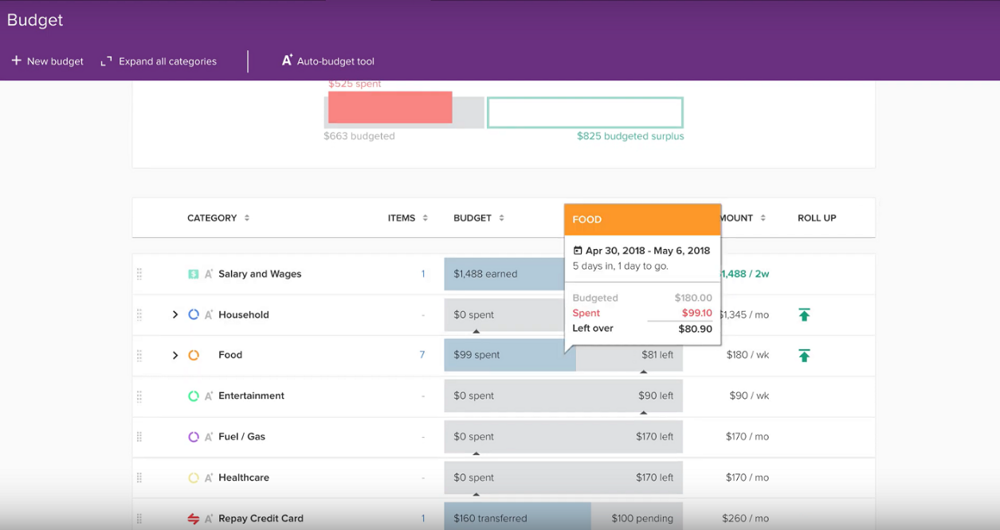 Budget
New budget
Expand all categories
Auto-budget tool
$525 spent
$663 budgeted
$825 budgeted surplus
CATEGORY ITEMS BUDGET MOUNT ROLL UP
FOOD
Apr 30, 2018 - May 6, 2018
5 days in, 1 day to go.
Budgeted $180.00
Spent $99.10
Left over $80.90
Salary and Wages 1 $1,488 earned $1,488 / 2w
Household - $0 spent $1,345 / mo
Food 7 $99 spent $81 left $180 / wk
Entertainment - $0 spent $90 left $90 / wk
Fuel / Gas - $0 spent $170 left $170 / mo
Healthcare - $0 spent $170 left $170 / mo
Repay Credit Card 1 $160 transferred $100 pending $260 / mo